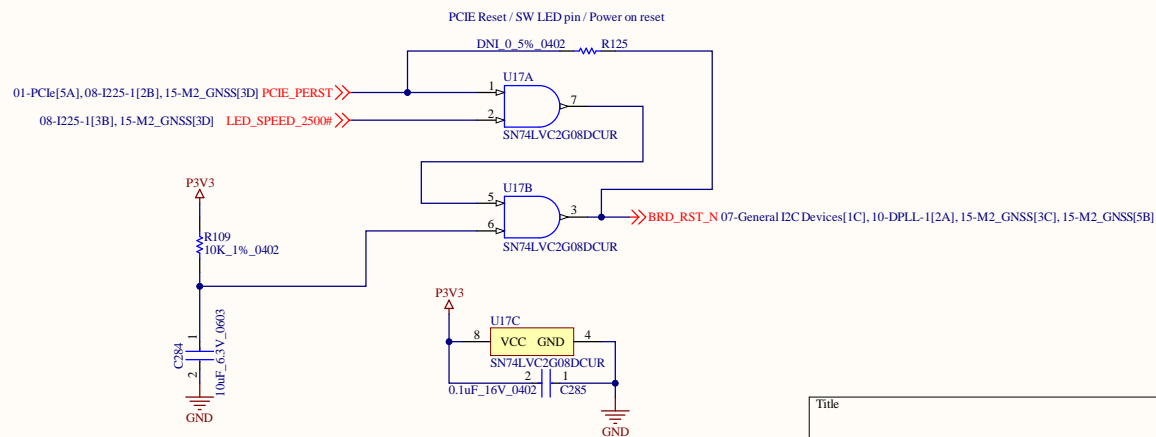 PCIE Reset / SW LED pin / Power on reset
DNI_0_5%_0402 R125
U17A
01-PCIe[5A], 08-I225-1[2B], 15-M2_GNSS[3D] PCIE_PERST 1
7
08-I225-1[3B], 15-M2_GNSS[3D] LED_SPEED_2500# 2
SN74LVC2G08DCUR
P3V3
U17B
5
3
BRD_RST_N 07-General I2C Devices[1C], 10-DPLL-1[2A], 15-M2_GNSS[3C], 15-M2_GNSS[5B]
6
R109
10K_1%_0402
SN74LVC2G08DCUR
P3V3
U17C
8 VCC GND 4
SN74LVC2G08DCUR
1
C284
10uF_6.3V_0603
2
2 1
0.1uF_16V_0402 C285
GND
GND
Title